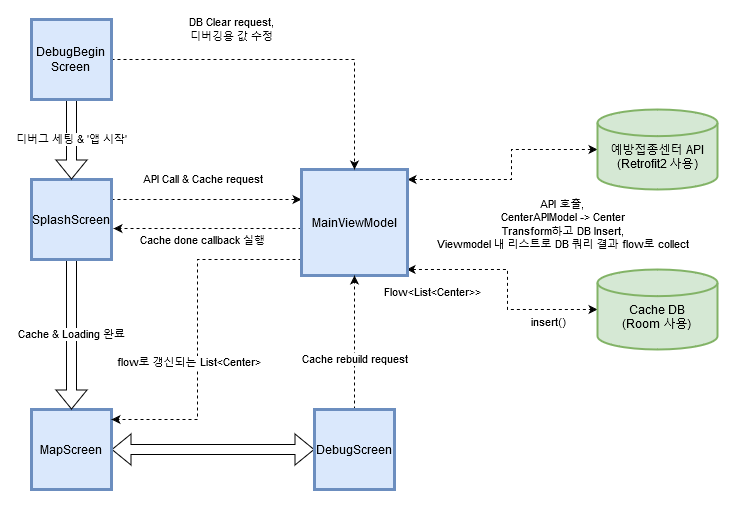 DB Clear request,
디버깅용 값 수정
DebugBegin
Screen
디버그 세팅 & '앱 시작'
예방접종센터 API
(Retrofit2 사용)
API Call & Cache request
SplashScreen
MainViewModel
API 호출,
CenterAPIModel -> Center
Transform하고 DB Insert,
Viewmodel 내 리스트로 DB 쿼리 결과 flow로 collect
Cache done callback 실행
Flow<List<Center>>
Cache DB
(Room 사용)
insert()
Cache & Loading 완료
flow로 갱신되는 List<Center>
Cache rebuild request
MapScreen
DebugScreen